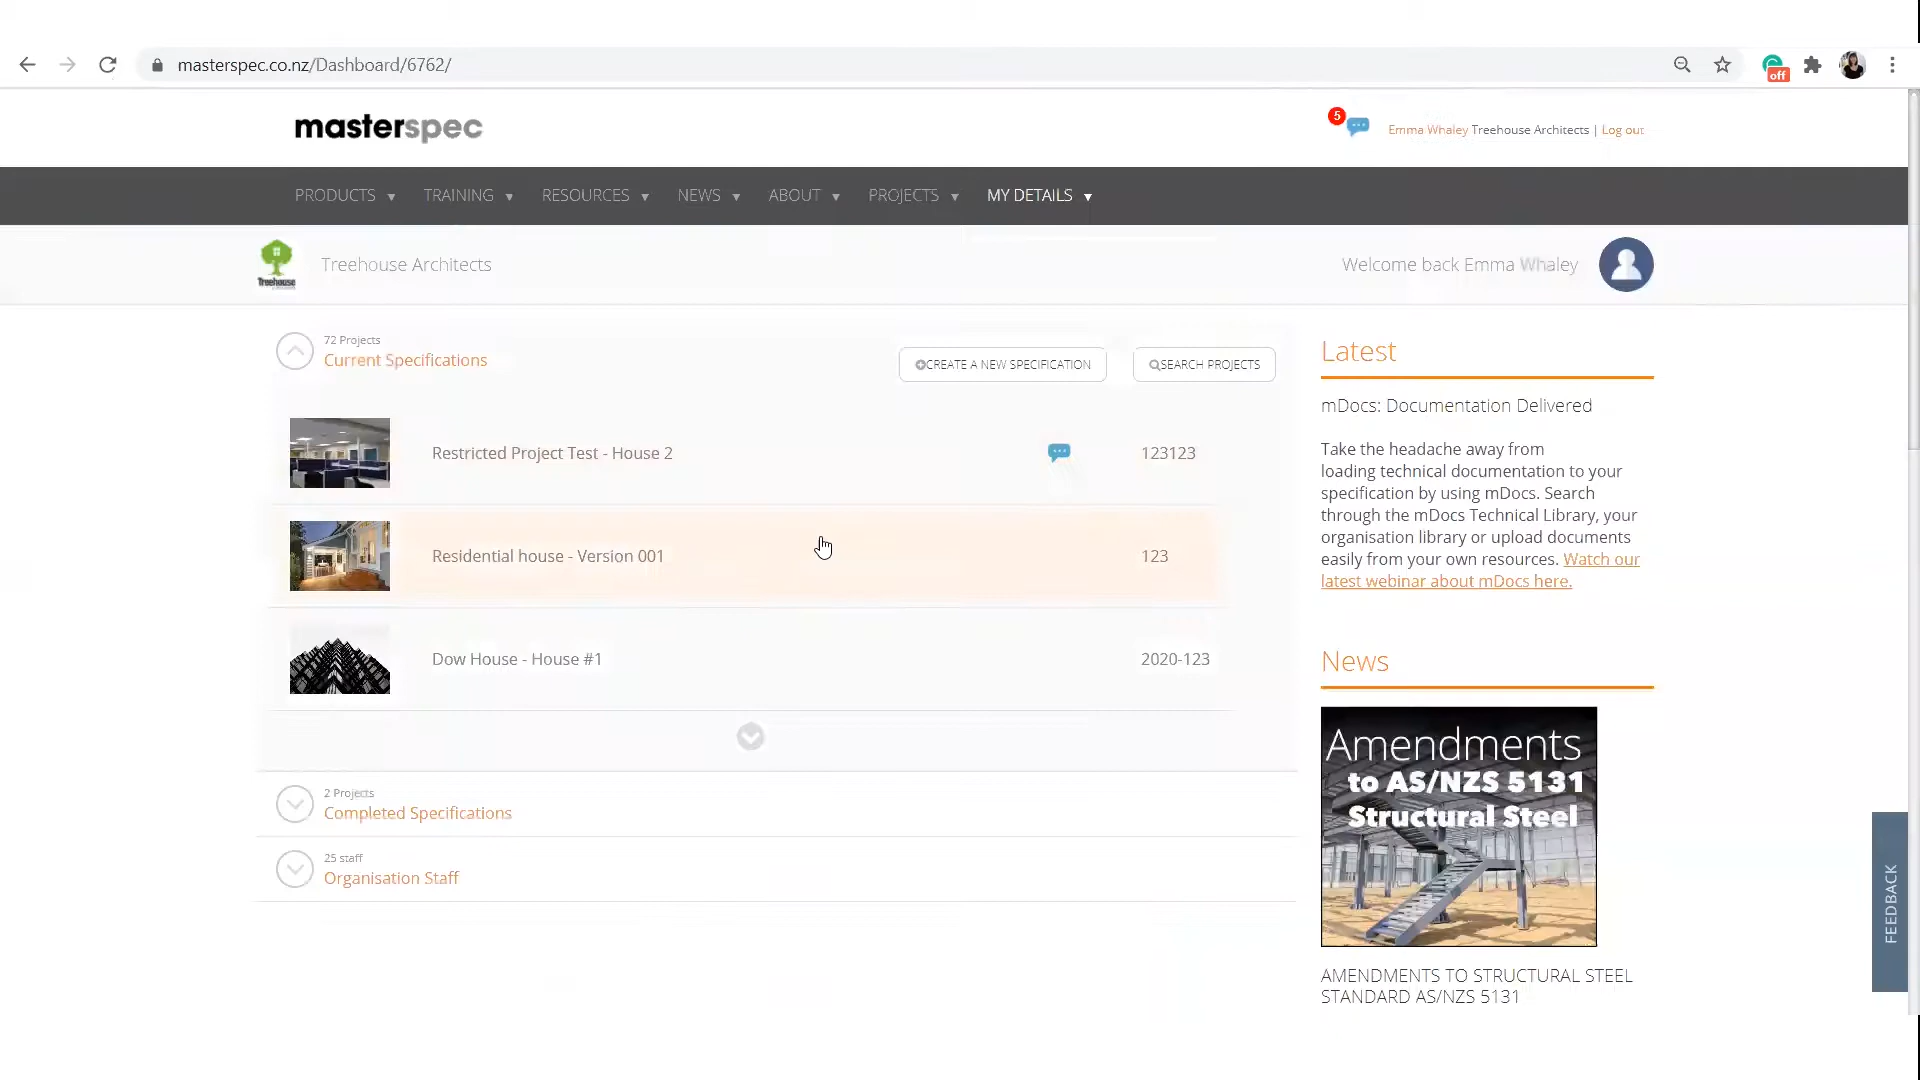 masterspec.co.nz/Dashboard/6762/
off
masterspec
5
Emma Whaley Treehouse Architects | Log out
PRODUCTS
TRAINING
RESOURCES
NEWS
ABOUT
PROJECTS
MY DETAILS
Treehouse
Treehouse Architects
Welcome back Emma Whaley
72 Projects
Current Specifications
CREATE A NEW SPECIFICATION
SEARCH PROJECTS
Restricted Project Test - House 2
123123
Residential house - Version 001
123
Dow House - House #1
2020-123
2 Projects
Completed Specifications
25 staff
Organisation Staff
Latest
mDocs: Documentation Delivered
Take the headache away from
loading technical documentation to your
specification by using mDocs. Search
through the mDocs Technical Library, your
organisation library or upload documents
easily from your own resources. Watch our
latest webinar about mDocs here.
News
Amendments
to AS/NZS 5131
Structural Steel
AMENDMENTS TO STRUCTURAL STEEL
STANDARD AS/NZS 5131
FEEDBACK